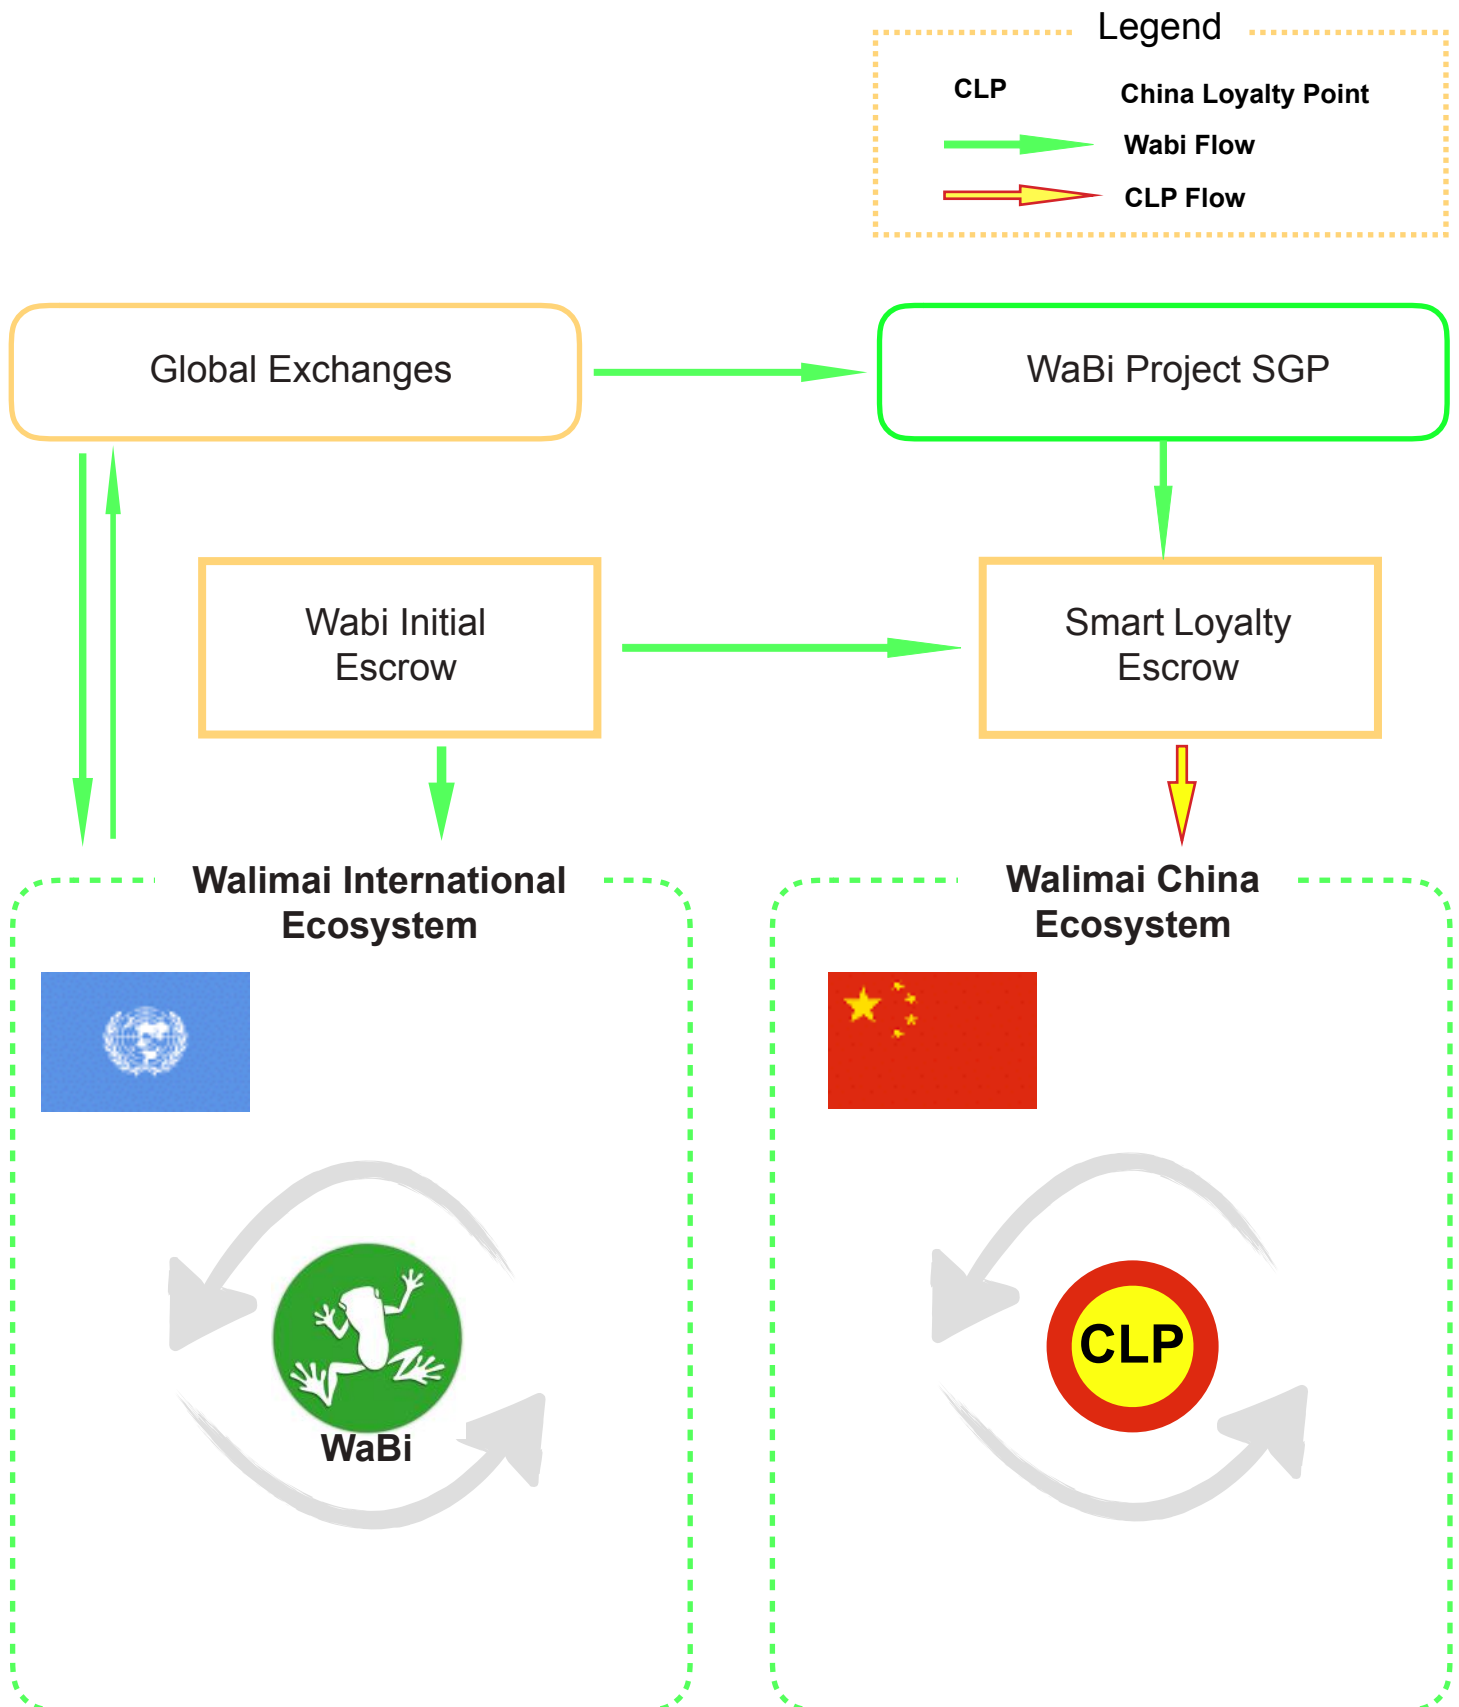 Legend
CLP China Loyalty Point
Wabi Flow
CLP Flow
Global Exchanges
WaBi Project SGP
Wabi Initial
Escrow
Smart Loyalty
Escrow
Walimai International
Ecosystem
Walimai China
Ecosystem
WaBi
CLP